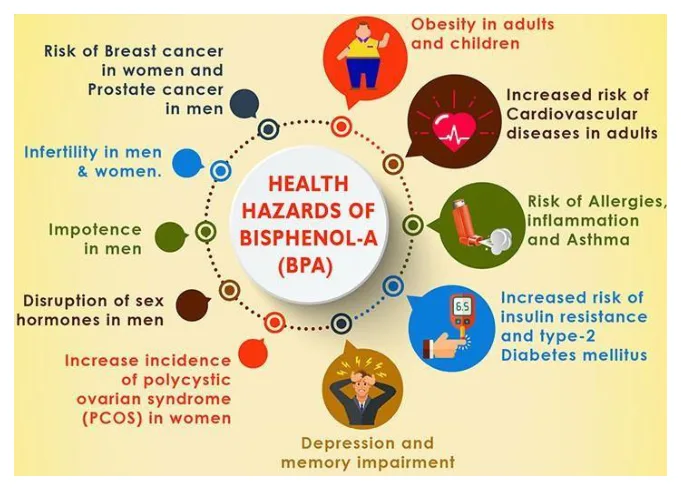 HEALTH
HAZARDS OF
BISPHENOL-A
(BPA)
Obesity in adults
and children
Increased risk of
Cardiovascular
diseases in adults
Risk of Allergies,
inflammation
and Asthma
6.5
Increased risk of
insulin resistance
and type-2
Diabetes mellitus
Depression and
memory impairment
Increase incidence
of polycystic
ovarian syndrome
(PCOS) in women
Disruption of sex
hormones in men
Impotence
in men
Infertility in men
& women.
Risk of Breast cancer
in women and
Prostate cancer
in men